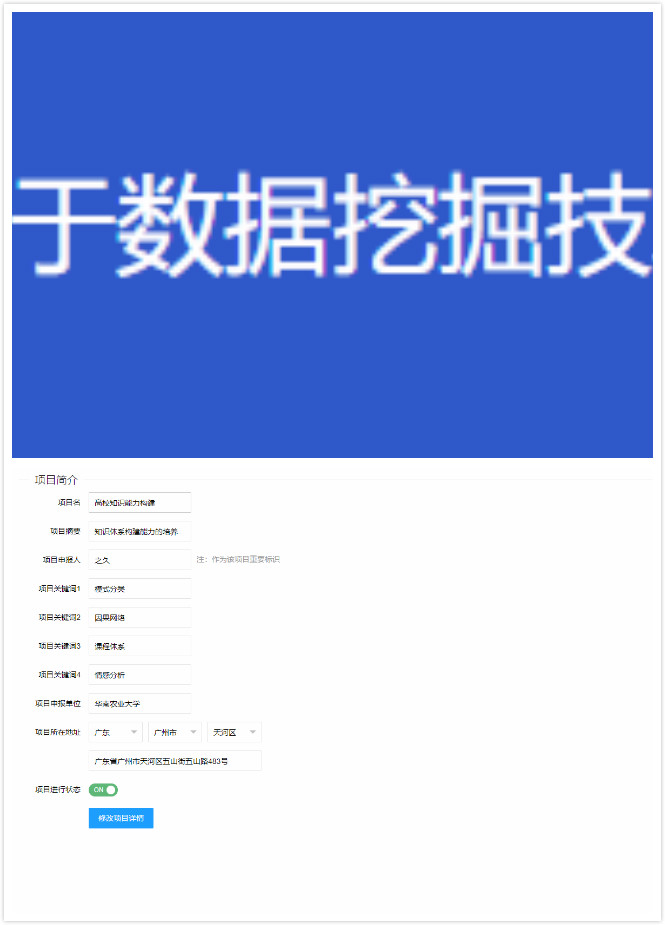 于数据挖掘技
项目简介
项目名 高校知识能力构建
项目摘要 知识体系构建能力的培养
项目申报人 之久 注：作为该项目重要标识
项目关键词1 模式分类
项目关键词2 因果网络
项目关键词3 课程体系
项目关键词4 情感分析
项目申报单位 华南农业大学
项目所在地址 广东 广州市 天河区
广东省广州市天河区五山街五山路483号
项目进行状态 ON
修改项目详情